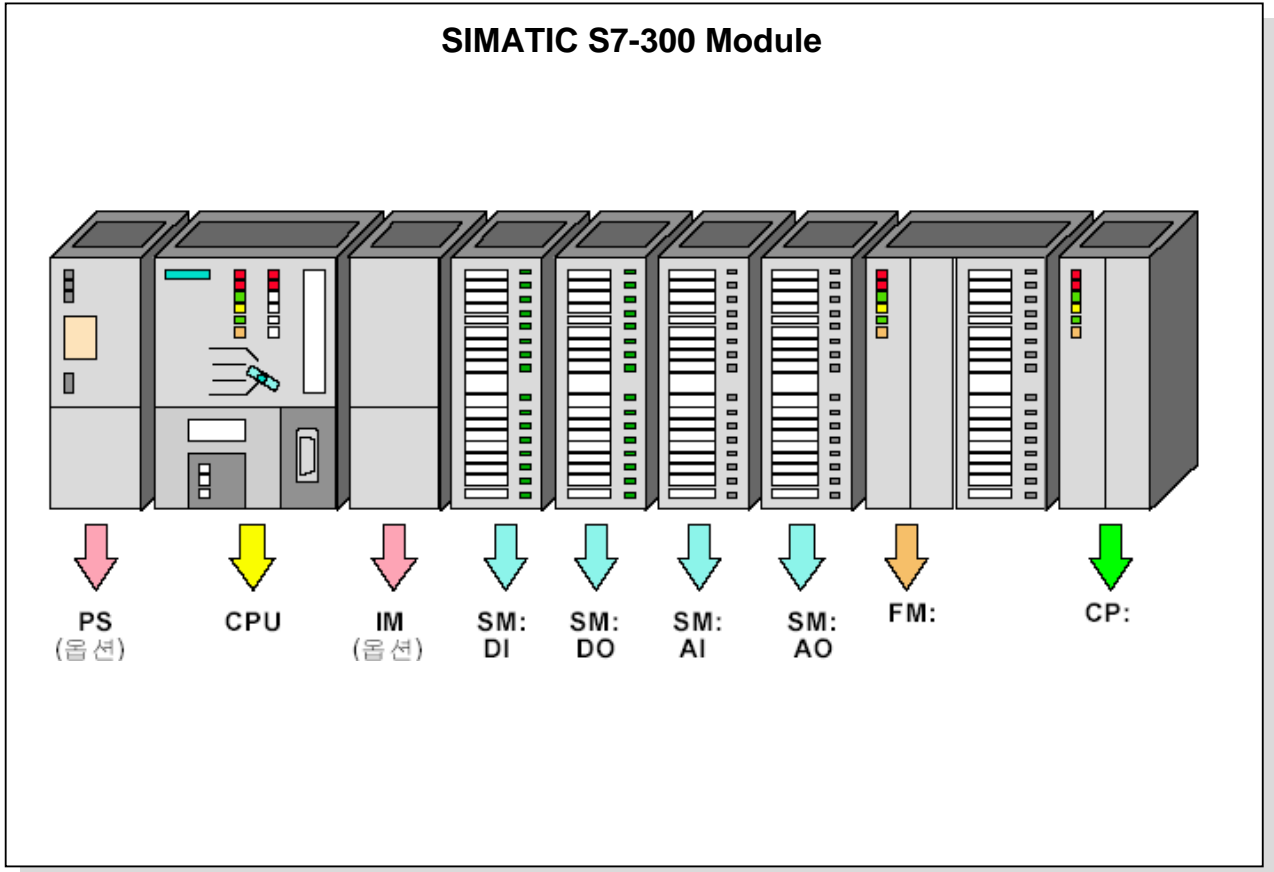 SIMATIC S7-300 Module
PS
(옵션)
CPU
IM
(옵션)
SM:
DI
SM:
DO
SM:
AI
SM:
AO
FM:
CP: